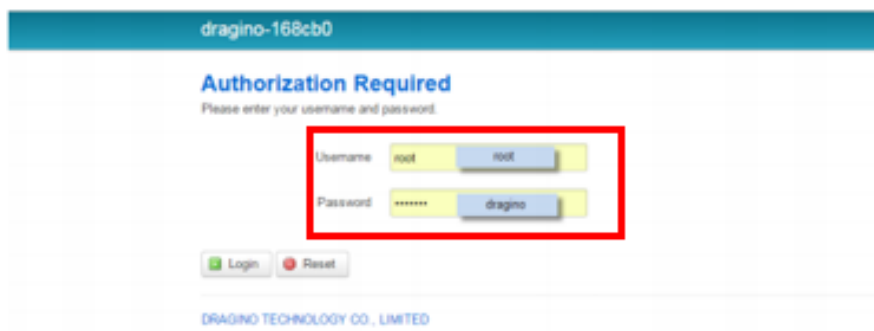 dragino-168cb0
Authorization Required
Please enter your username and password.
Username root root
Password ••••••• dragino
Login Reset
DRAGINO TECHNOLOGY CO., LIMITED